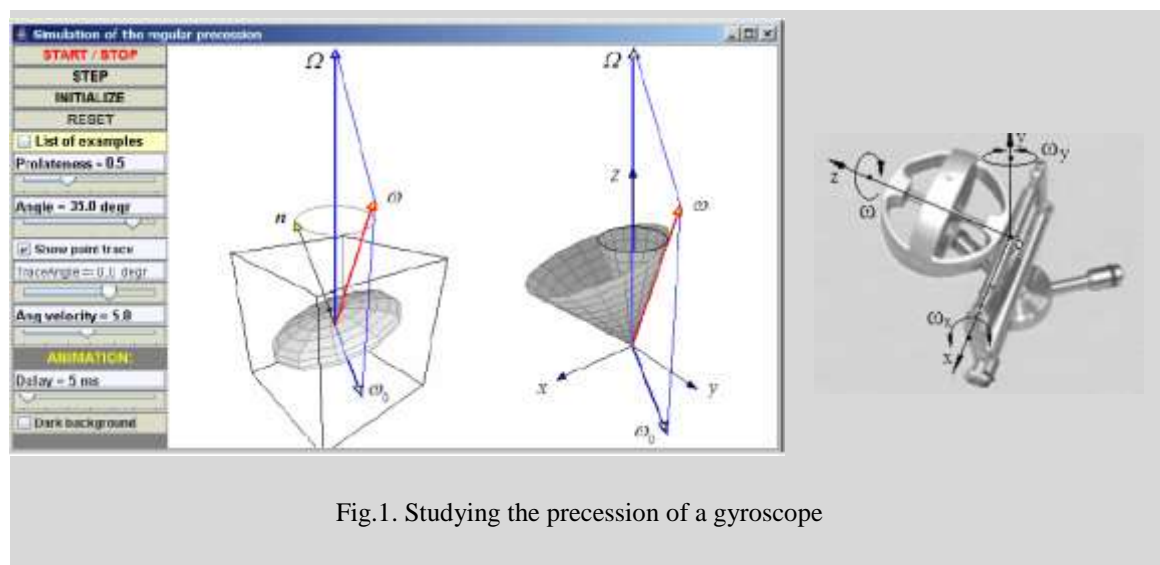 Simulation of the regular precession
START / STOP
STEP
INITIALIZE
RESET
List of examples
Prolateness = 0.5
Angle = 35.0 degr
Show point trace
TraceAngle = 0.0 degr
Ang velocity = 5.0
ANIMATION:
Delay = 5 ms
Dark background
Ω
n
ω
ω₀
Ω
z
ω
x
y
ω₀
z
ω
ω_y
ω_x
x
Fig.1. Studying the precession of a gyroscope